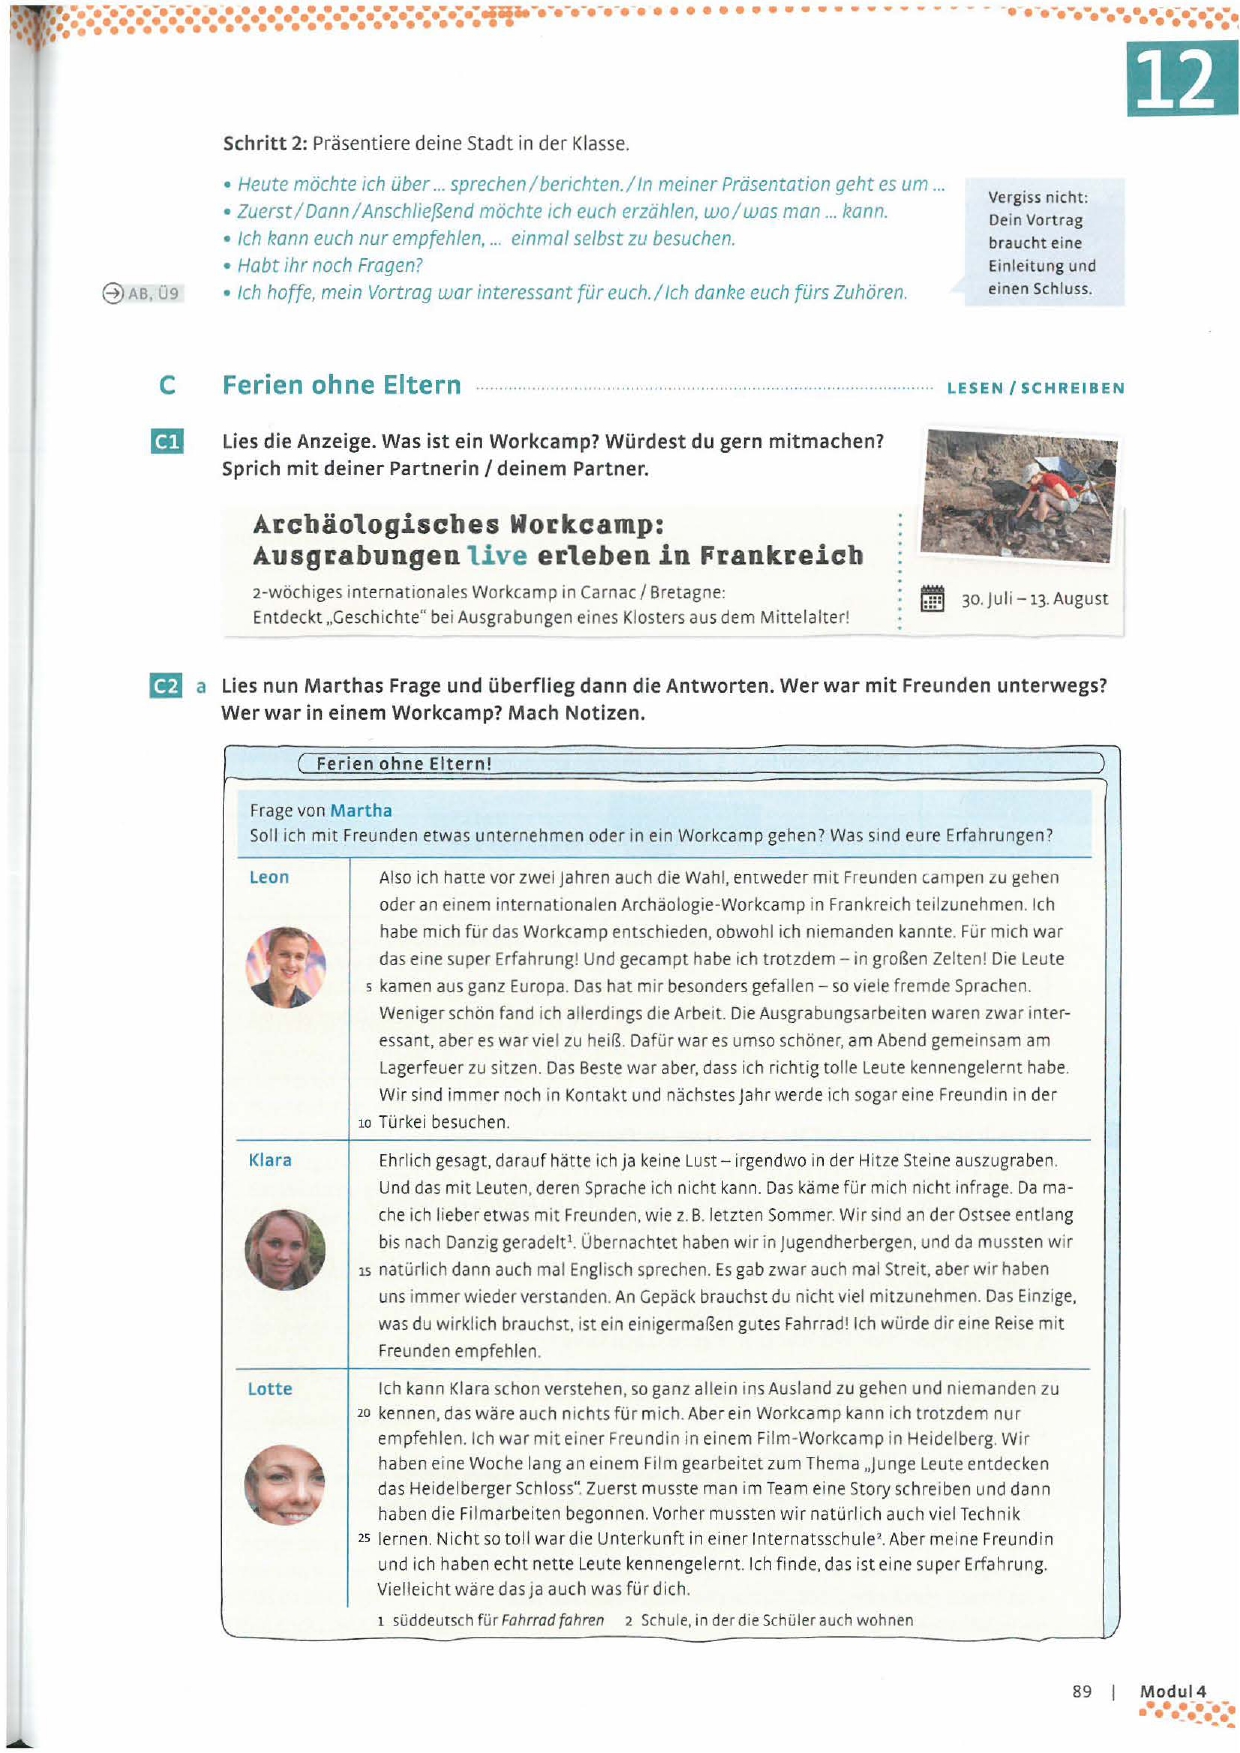 12
Schritt 2: Präsentiere deine Stadt in der Klasse.
• Heute möchte ich über ... sprechen/berichten./In meiner Präsentation geht es um ...
• Zuerst/Dann/Anschließend möchte ich euch erzählen, wo/was man ... kann.
• Ich kann euch nur empfehlen, ... einmal selbst zu besuchen.
• Habt ihr noch Fragen?
• Ich hoffe, mein Vortrag war interessant für euch./Ich danke euch fürs Zuhören.
Vergiss nicht:
Dein Vortrag
braucht eine
Einleitung und
einen Schluss.
AB, Ü9
C Ferien ohne Eltern LESEN / SCHREIBEN
C1 Lies die Anzeige. Was ist ein Workcamp? Würdest du gern mitmachen?
Sprich mit deiner Partnerin / deinem Partner.
Archäologisches Workcamp:
Ausgrabungen live erleben in Frankreich
2-wöchiges internationales Workcamp in Carnac / Bretagne:
Entdeckt „Geschichte“ bei Ausgrabungen eines Klosters aus dem Mittelalter!
30. Juli – 13. August
C2 a Lies nun Marthas Frage und überflieg dann die Antworten. Wer war mit Freunden unterwegs?
Wer war in einem Workcamp? Mach Notizen.
Ferien ohne Eltern!
Frage von Martha
Soll ich mit Freunden etwas unternehmen oder in ein Workcamp gehen? Was sind eure Erfahrungen?
Leon
Also ich hatte vor zwei Jahren auch die Wahl, entweder mit Freunden campen zu gehen
oder an einem internationalen Archäologie-Workcamp in Frankreich teilzunehmen. Ich
habe mich für das Workcamp entschieden, obwohl ich niemanden kannte. Für mich war
das eine super Erfahrung! Und gecampt habe ich trotzdem – in großen Zelten! Die Leute
5 kamen aus ganz Europa. Das hat mir besonders gefallen – so viele fremde Sprachen.
Weniger schön fand ich allerdings die Arbeit. Die Ausgrabungsarbeiten waren zwar inter-
essant, aber es war viel zu heiß. Dafür war es umso schöner, am Abend gemeinsam am
Lagerfeuer zu sitzen. Das Beste war aber, dass ich richtig tolle Leute kennengelernt habe.
Wir sind immer noch in Kontakt und nächstes Jahr werde ich sogar eine Freundin in der
10 Türkei besuchen.
Klara
Ehrlich gesagt, darauf hätte ich ja keine Lust – irgendwo in der Hitze Steine auszugraben.
Und das mit Leuten, deren Sprache ich nicht kann. Das käme für mich nicht infrage. Da ma-
che ich lieber etwas mit Freunden, wie z. B. letzten Sommer. Wir sind an der Ostsee entlang
bis nach Danzig geradelt¹. Übernachtet haben wir in Jugendherbergen, und da mussten wir
15 natürlich dann auch mal Englisch sprechen. Es gab zwar auch mal Streit, aber wir haben
uns immer wieder verstanden. An Gepäck brauchst du nicht viel mitzunehmen. Das Einzige,
was du wirklich brauchst, ist ein einigermaßen gutes Fahrrad! Ich würde dir eine Reise mit
Freunden empfehlen.
Lotte
Ich kann Klara schon verstehen, so ganz allein ins Ausland zu gehen und niemanden zu
20 kennen, das wäre auch nichts für mich. Aber ein Workcamp kann ich trotzdem nur
empfehlen. Ich war mit einer Freundin in einem Film-Workcamp in Heidelberg. Wir
haben eine Woche lang an einem Film gearbeitet zum Thema „Junge Leute entdecken
das Heidelberger Schloss“. Zuerst musste man im Team eine Story schreiben und dann
haben die Filmarbeiten begonnen. Vorher mussten wir natürlich auch viel Technik
25 lernen. Nicht so toll war die Unterkunft in einer Internatsschule². Aber meine Freundin
und ich haben echt nette Leute kennengelernt. Ich finde, das ist eine super Erfahrung.
Vielleicht wäre das ja auch was für dich.
1 süddeutsch für Fahrrad fahren 2 Schule, in der die Schüler auch wohnen
89 | Modul 4